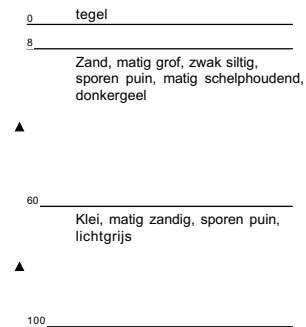 0 tegel
8
Zand, matig grof, zwak siltig,
sporen puin, matig schelphoudend,
donkergeel
60
Klei, matig zandig, sporen puin,
lichtgrijs
100